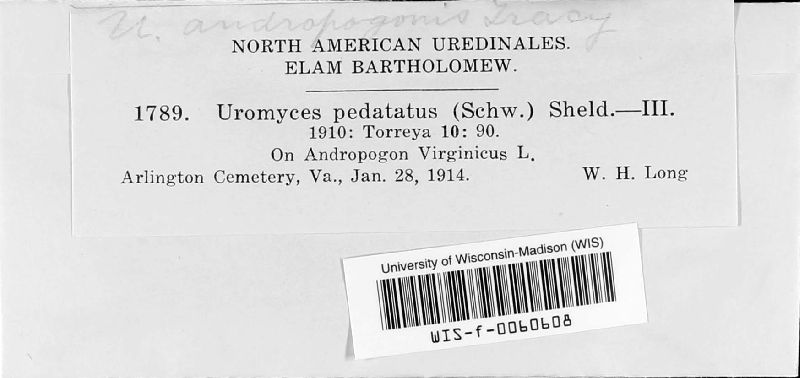 U. andropogonis Tracy
NORTH AMERICAN UREDINALES.
ELAM BARTHOLOMEW.
1789. Uromyces pedatatus (Schw.) Sheld.—III.
1910: Torreya 10: 90.
On Andropogon Virginicus L.
Arlington Cemetery, Va., Jan. 28, 1914. W. H. Long
University of Wisconsin-Madison (WIS)
WIS-f-0060608